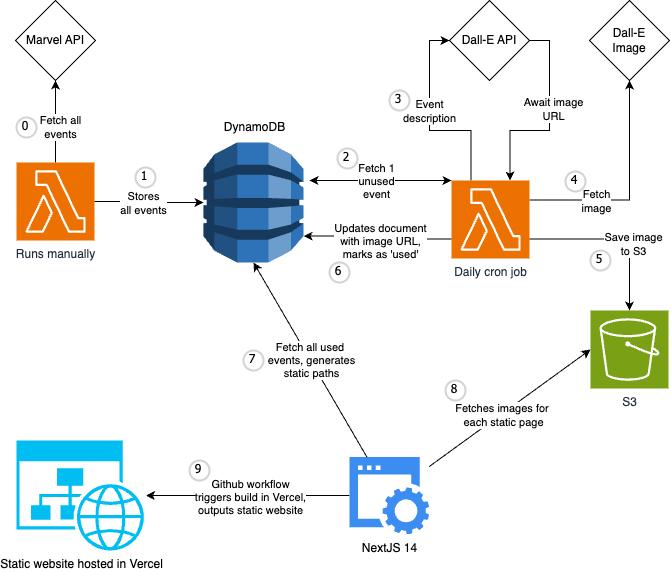 Marvel API
Dall-E API
Dall-E
Image
0
Fetch all
events
3
Event
description
Await image
URL
DynamoDB
1
Stores
all events
2
Fetch 1
unused
event
4
Fetch
image
Runs manually
Updates document
with image URL,
marks as 'used'
6
Daily cron job
Save image
to S3
5
7
Fetch all used
events, generates
static paths
8
Fetches images for
each static page
S3
9
Github workflow
triggers build in Vercel,
outputs static website
NextJS 14
Static website hosted in Vercel